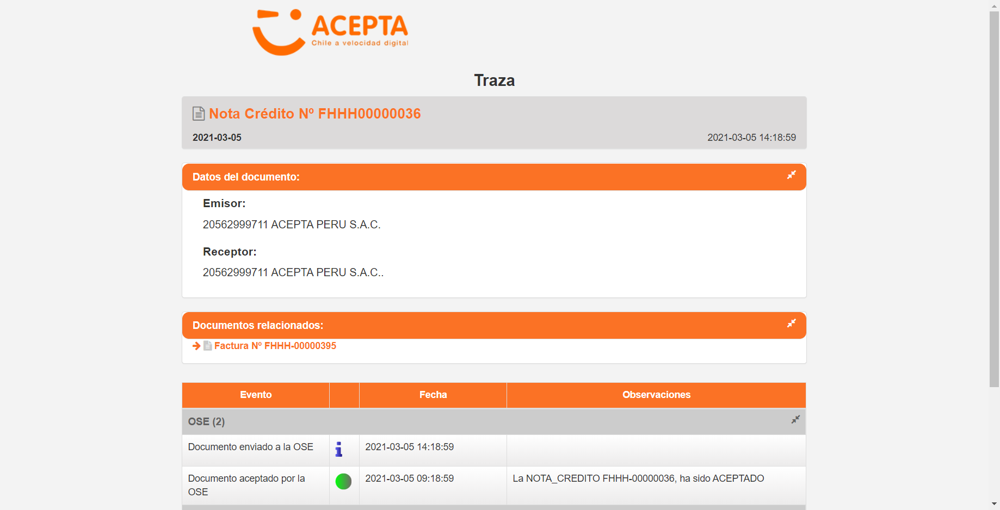 ACEPTA
Chile a velocidad digital
Traza
Nota Crédito Nº FHHH00000036
2021-03-05 2021-03-05 14:18:59
Datos del documento:
Emisor:
20562999711 ACEPTA PERU S.A.C.
Receptor:
20562999711 ACEPTA PERU S.A.C..
Documentos relacionados:
Factura Nº FHHH-00000395
Evento Fecha Observaciones
OSE (2)
Documento enviado a la OSE 2021-03-05 14:18:59
Documento aceptado por la 2021-03-05 09:18:59 La NOTA_CREDITO FHHH-00000036, ha sido ACEPTADO
OSE